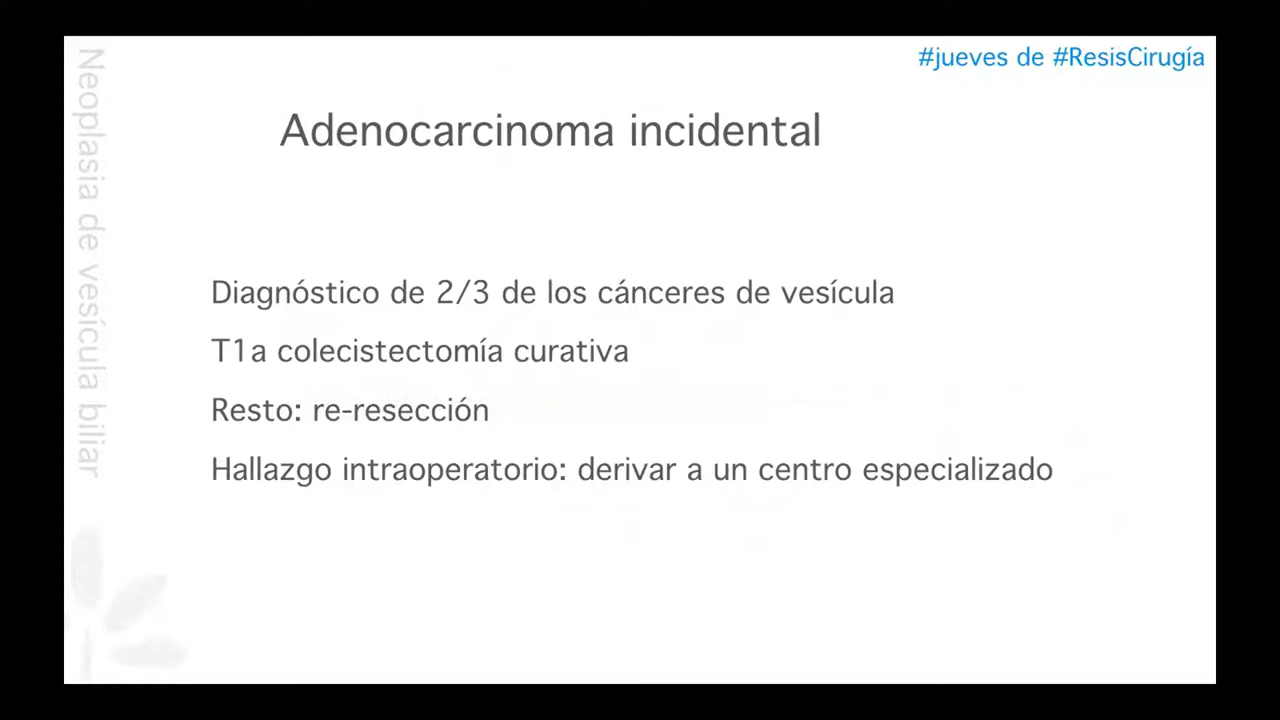 #jueves de #ResisCirugía
Neoplasia de vesícula biliar
Adenocarcinoma incidental
Diagnóstico de 2/3 de los cánceres de vesícula
T1a colecistectomía curativa
Resto: re-resección
Hallazgo intraoperatorio: derivar a un centro especializado